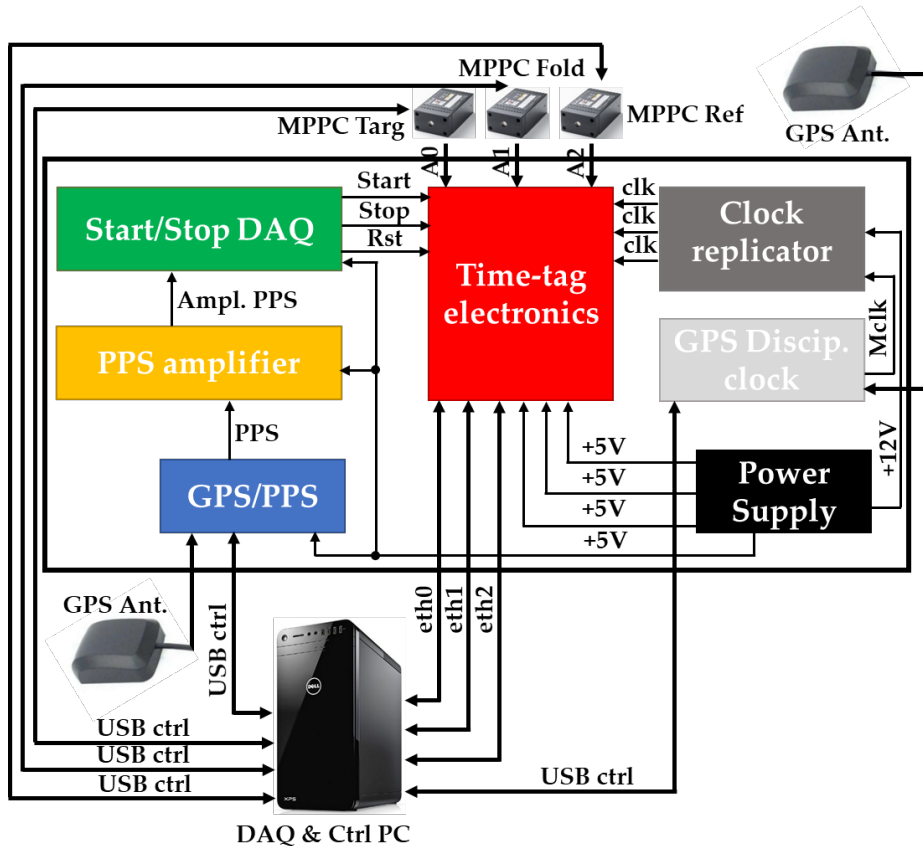 MPPC Fold
MPPC Targ
MPPC Ref
GPS Ant.
A0
A1
A2
Start
Stop
Rst
clk
clk
clk
Start/Stop DAQ
Time-tag
electronics
Clock
replicator
Ampl. PPS
Mclk
PPS amplifier
GPS Discip.
clock
PPS
+12V
+5V
+5V
+5V
+5V
GPS/PPS
Power
Supply
GPS Ant.
USB ctrl
eth0
eth1
eth2
DELL
USB ctrl
USB ctrl
USB ctrl
USB ctrl
XPS
DAQ & Ctrl PC